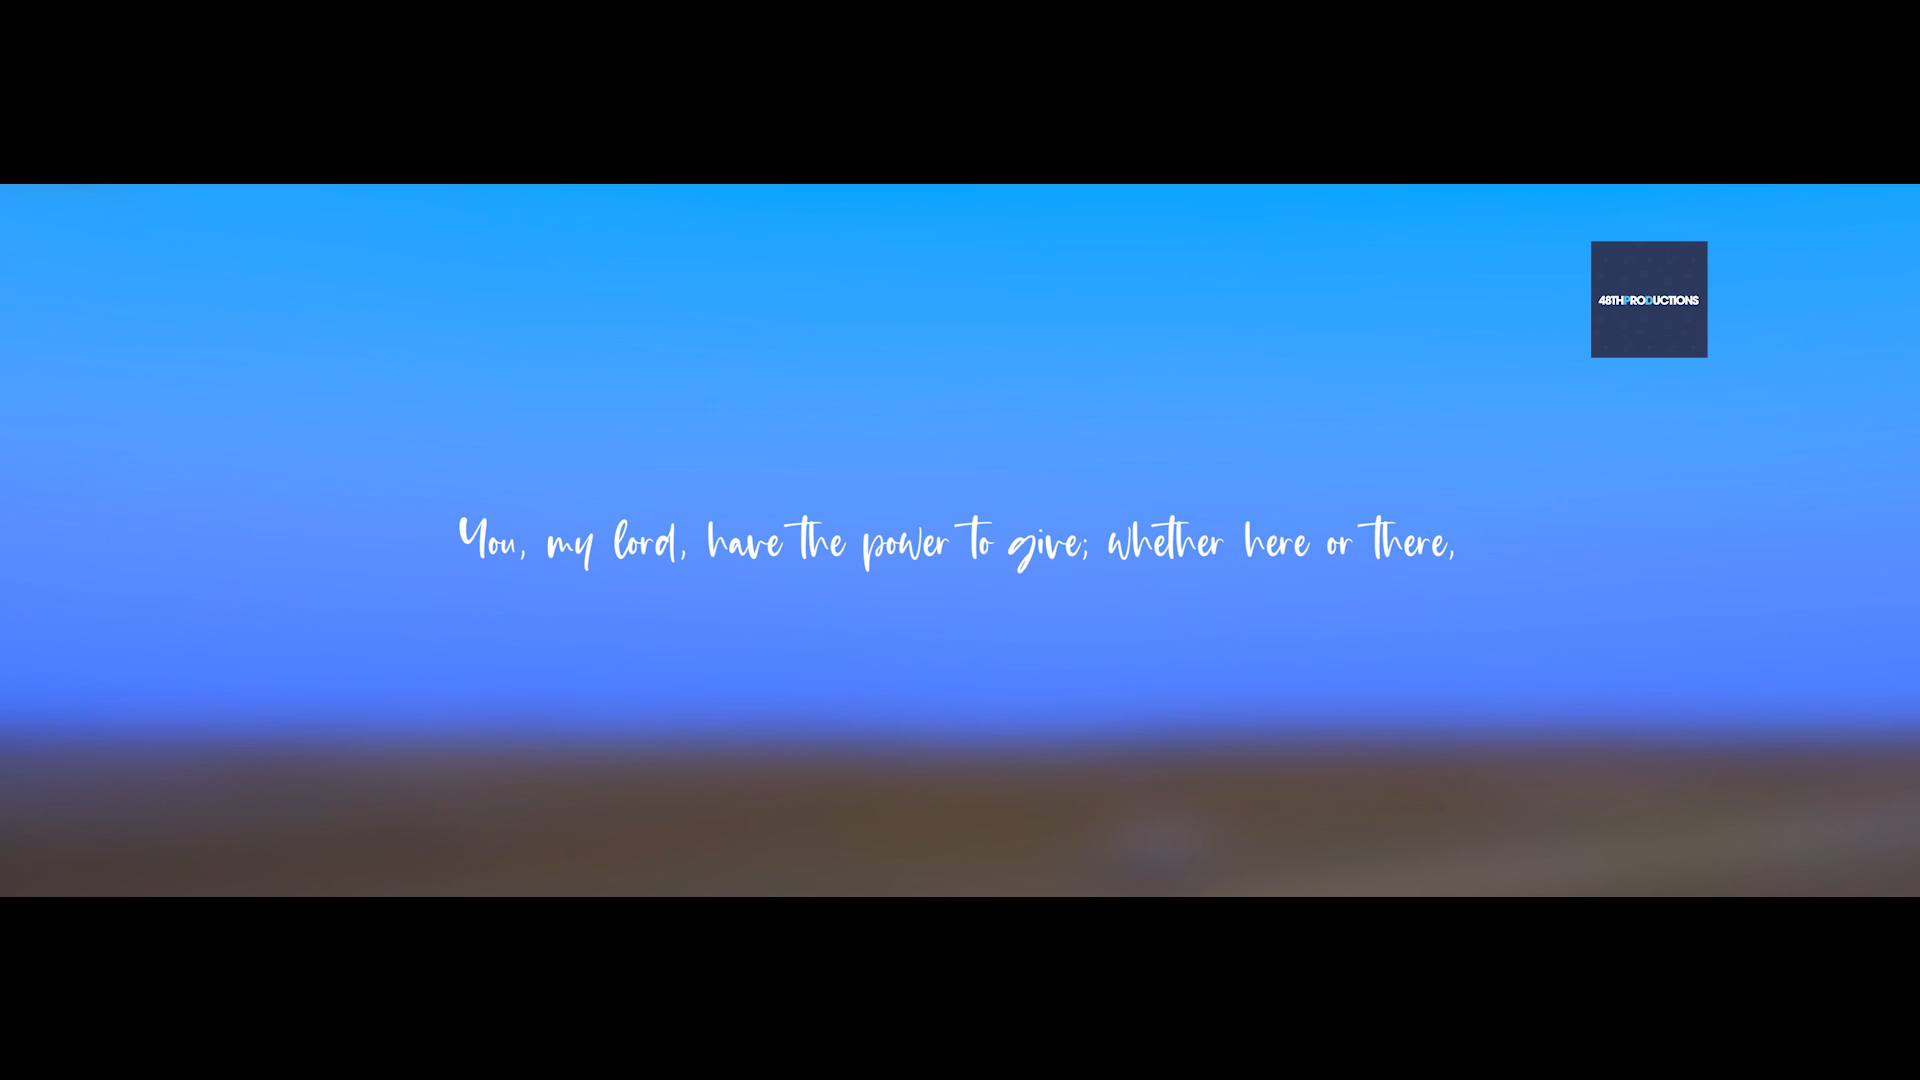 48THPRODUCTIONS
You, my lord, have the power to give; whether here or there,